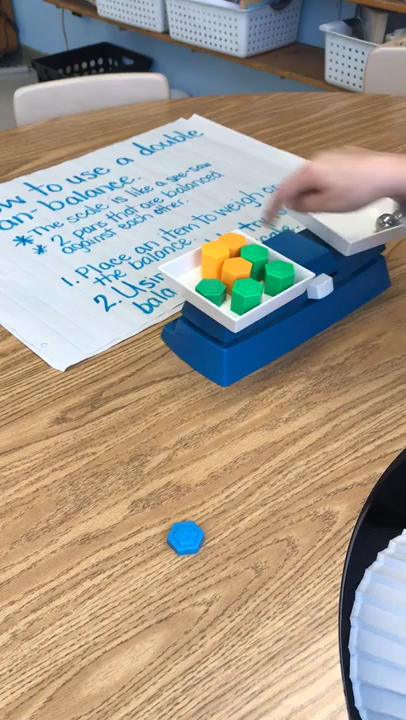 to use a double
an-balance.
* The scale is like a see-saw
* 2 pans that are balanced
against each other.
1. Place an item to weigh on
the balance.
2.
bala